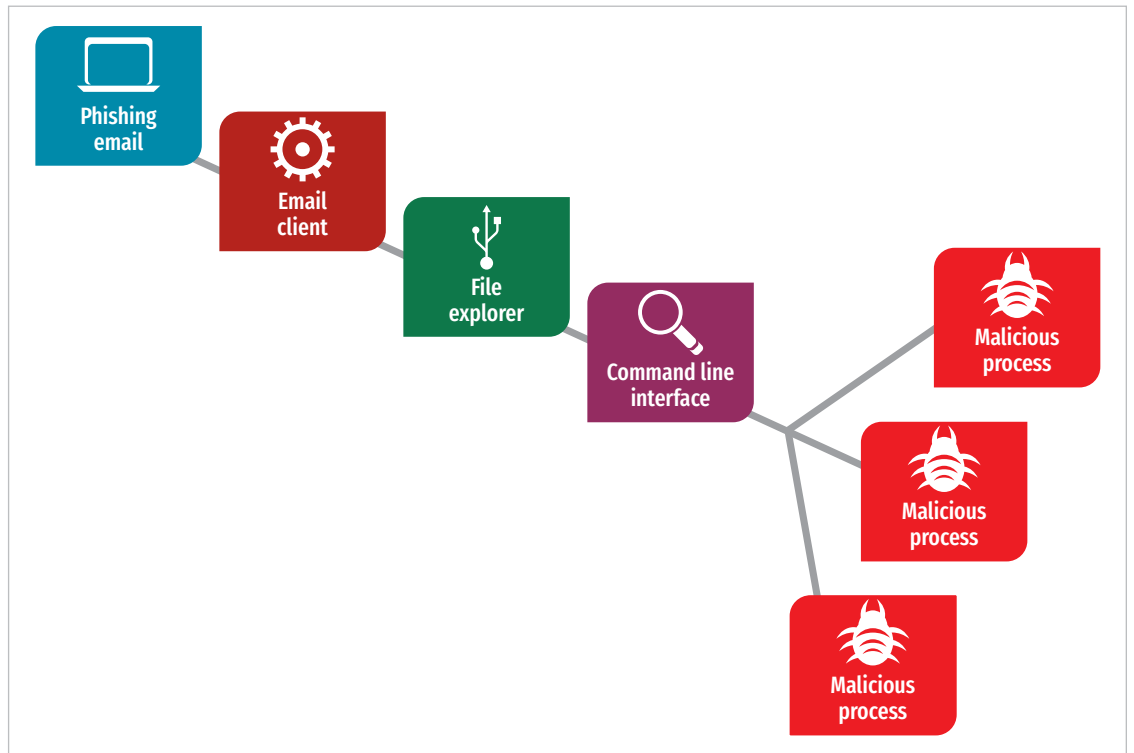 Phishing
email
Email
client
File
explorer
Command line
interface
Malicious
process
Malicious
process
Malicious
process